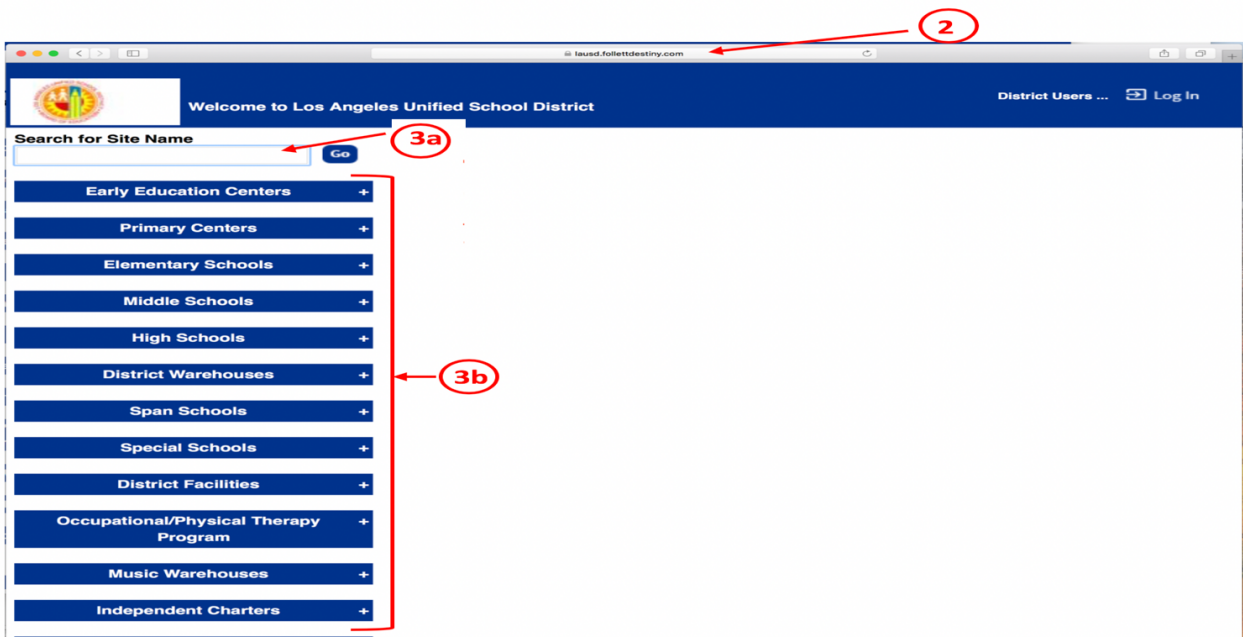 2
lausd.follettdestiny.com
Welcome to Los Angeles Unified School District
District Users ... Log In
Search for Site Name
3a
Go
Early Education Centers +
Primary Centers +
Elementary Schools +
Middle Schools +
High Schools +
District Warehouses +
3b
Span Schools +
Special Schools +
District Facilities +
Occupational/Physical Therapy +
Program
Music Warehouses +
Independent Charters +